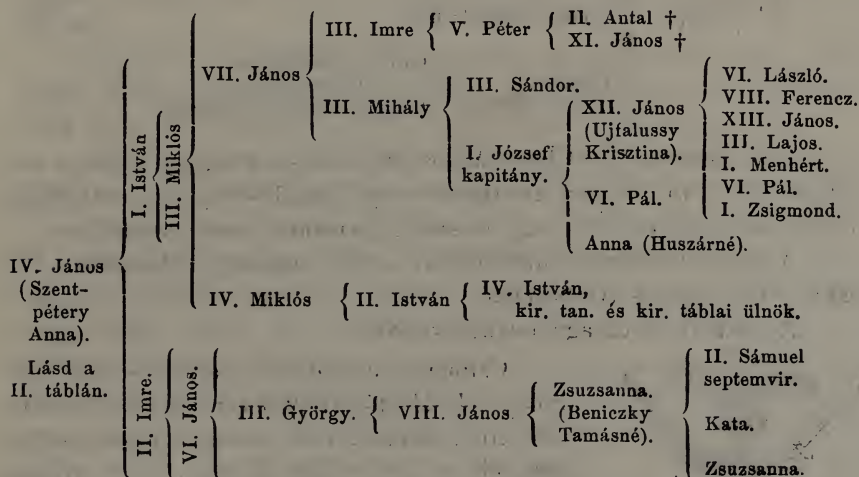 IV. János
(Szent-
pétery
Anna).
Lásd a
II. táblán.
I. István
III. Miklós
VII. János
III. Imre
V. Péter
II. Antal †
XI. János †
III. Mihály
III. Sándor.
I. József
kapitány.
XII. János
(Ujfalussy
Krisztina).
VI. László.
VIII. Ferencz.
XIII. János.
III. Lajos.
I. Menhért.
VI. Pál.
I. Zsigmond.
VI. Pál.
Anna (Huszárné).
IV. Miklós
II. István
IV. István,
kir. tan. és kir. táblai ülnök.
II. Imre.
VI. János.
III. György.
VIII. János
Zsuzsanna.
(Beniczky
Tamásné).
II. Sámuel
septemvir.
Kata.
Zsuzsanna.